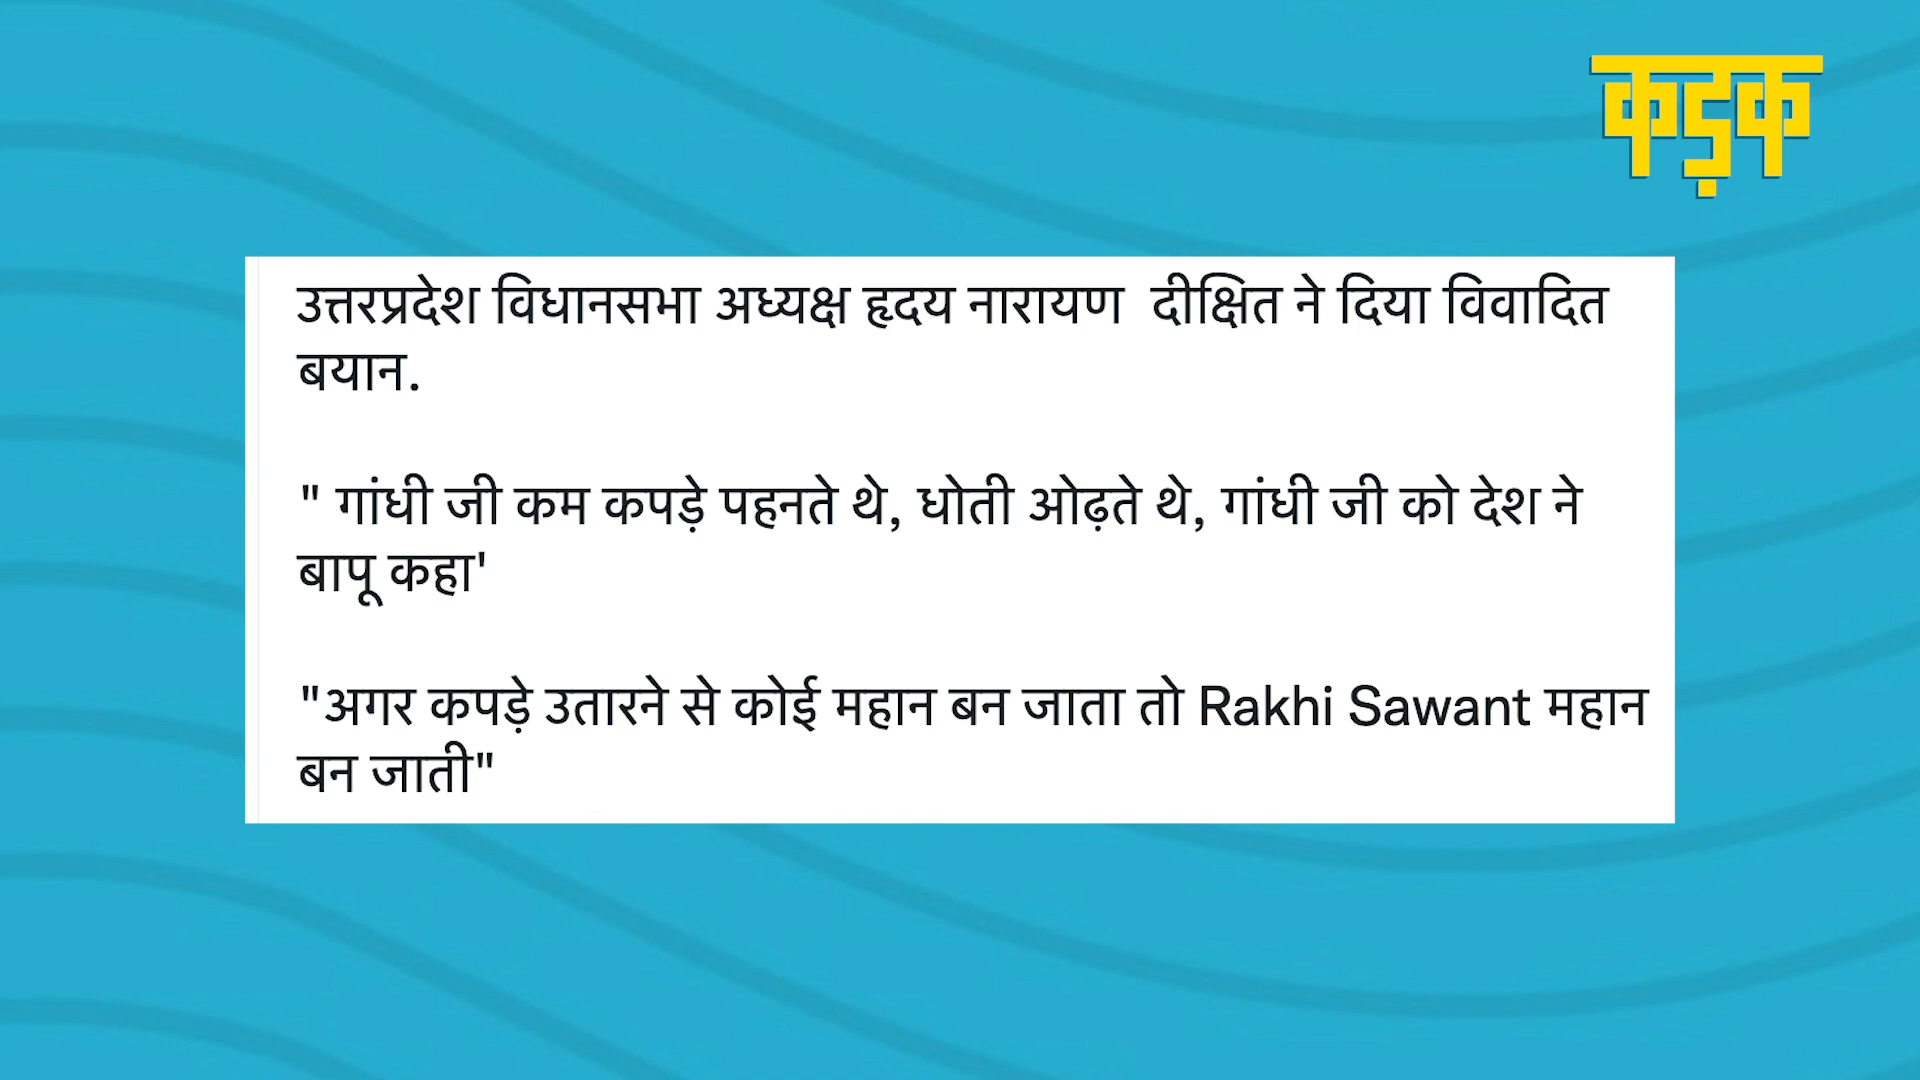 कड़क
उत्तरप्रदेश विधानसभा अध्यक्ष हृदय नारायण  दीक्षित ने दिया विवादित
बयान.
" गांधी जी कम कपड़े पहनते थे, धोती ओढ़ते थे, गांधी जी को देश ने
बापू कहा'
"अगर कपड़े उतारने से कोई महान बन जाता तो Rakhi Sawant महान
बन जाती"